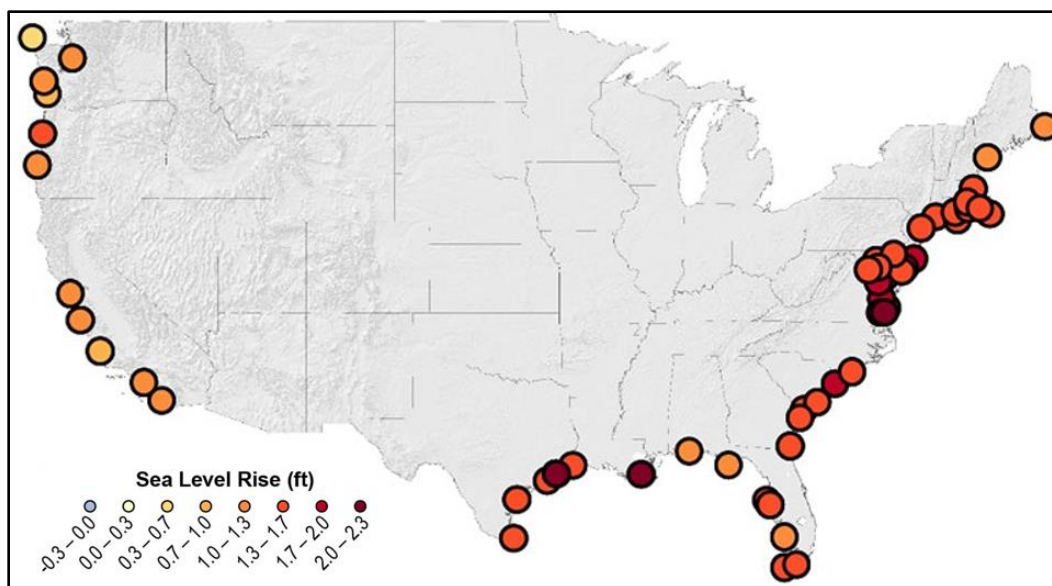 Sea Level Rise (ft)
-0.3 – 0.0
0.0 – 0.3
0.3 – 0.7
0.7 – 1.0
1.0 – 1.3
1.3 – 1.7
1.7 – 2.0
2.0 – 2.3